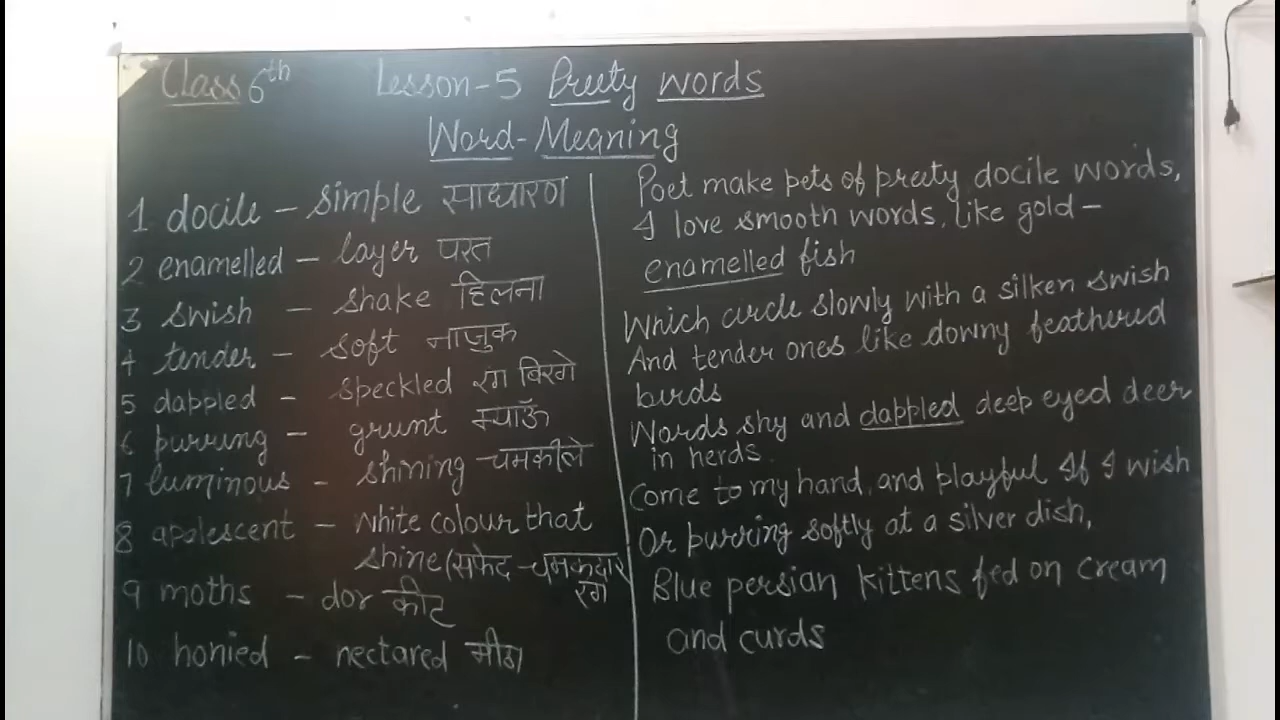 Class 6th Lesson-5 Preety words
Word-Meaning
1 docile - simple साधारण
2 enamelled - layer परत
3 swish - shake हिलना
4 tender - soft नाजुक
5 dappled - speckled रंग बिरगे
6 purring - grunt म्याऊँ
7 luminous - shining चमकीले
8 apalescent - white colour that
shine (सफेद -चमकदार
रंग
9 moths - dor कीट
10 honied - nectared मीठा
Poet make pets of preety docile words,
I love smooth words, like gold-
enamelled fish
Which circle slowly with a silken swish
And tender ones like downy feathered
birds
Words shy and dappled deep eyed deer
in herds.
Come to my hand, and playful If I wish
Or purring softly at a silver dish,
Blue persian kittens fed on cream
and curds